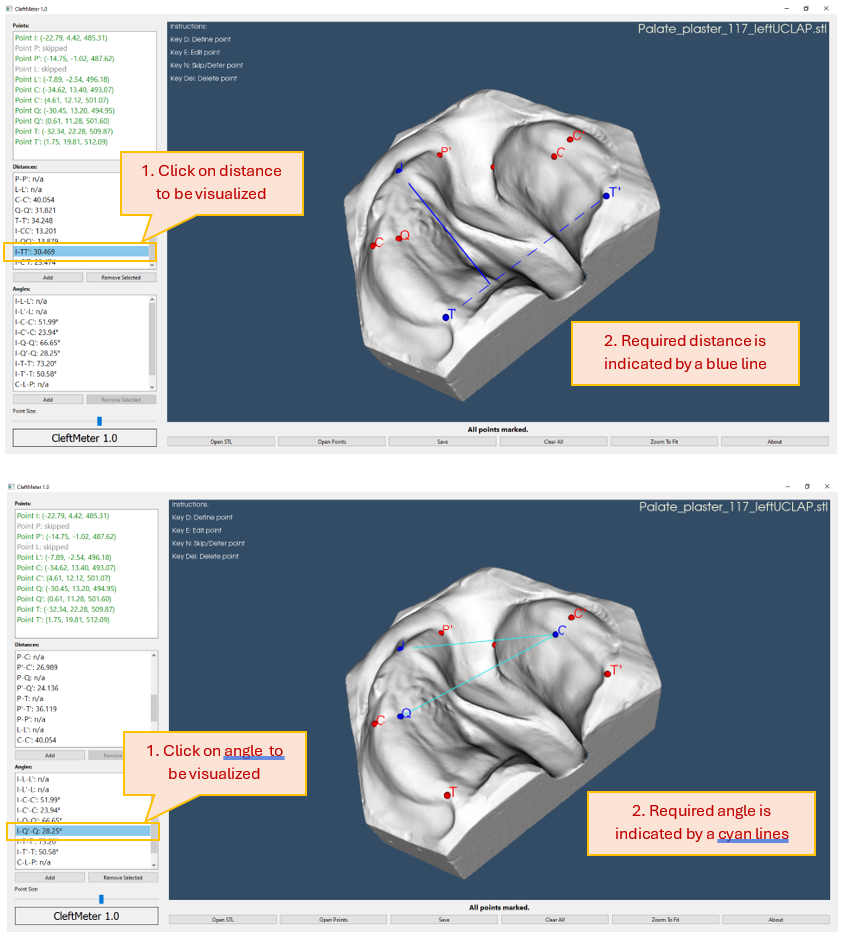 CleftMeter 1.0
Points:
Point I: (-22.79, 4.42, 485.31)
Point P: skipped
Point P': (-14.75, -1.02, 487.62)
Point L: skipped
Point L': (-7.89, -2.54, 496.18)
Point C: (-34.62, 13.40, 493.07)
Point C': (4.61, 12.12, 501.07)
Point Q: (-30.45, 13.20, 494.95)
Point Q': (0.61, 11.28, 501.60)
Point T: (-32.34, 22.28, 509.87)
Point T': (1.75, 19.81, 512.09)
Distances:
P-P': n/a
L-L': n/a
C-C': 40.054
Q-Q': 31.821
T-T': 34.248
I-CC': 13.201
I-QQ': 13.879
I-TT': 30.469
I-C'T: 23.474
Add
Remove Selected
Angles:
I-L-L': n/a
I-L'-L: n/a
I-C-C': 51.99°
I-C'-C: 23.94°
I-Q-Q': 66.65°
I-Q'-Q: 28.25°
I-T-T': 73.20°
I-T'-T: 50.58°
C-L-P: n/a
Add
Remove Selected
Point Size:
CleftMeter 1.0
Instructions:
Key D: Define point
Key E: Edit point
Key N: Skip/Defer point
Key Del: Delete point
Palate_plaster_117_leftUCLAP.stl
P'
I
C'
C
T'
Q
C
T
1. Click on distance
to be visualized
2. Required distance is
indicated by a blue line
All points marked.
Open STL
Open Points
Save
Clear All
Zoom To Fit
About
CleftMeter 1.0
Points:
Point I: (-22.79, 4.42, 485.31)
Point P: skipped
Point P': (-14.75, -1.02, 487.62)
Point L: skipped
Point L': (-7.89, -2.54, 496.18)
Point C: (-34.62, 13.40, 493.07)
Point C': (4.61, 12.12, 501.07)
Point Q: (-30.45, 13.20, 494.95)
Point Q': (0.61, 11.28, 501.60)
Point T: (-32.34, 22.28, 509.87)
Point T': (1.75, 19.81, 512.09)
Distances:
P-C: n/a
P'-C': 26.989
P-Q: n/a
P'-Q': 24.136
P-T: n/a
P'-T': 36.119
P-P': n/a
L-L': n/a
C-C': 40.054
Add
Angles:
I-L-L': n/a
I-L'-L: n/a
I-C-C': 51.99°
I-C'-C: 23.94°
I-Q-Q': 66.65°
I-Q'-Q: 28.25°
I-T-T': 73.20°
I-T'-T: 50.58°
C-L-P: n/a
Add
Remove Selected
Point Size:
CleftMeter 1.0
Instructions:
Key D: Define point
Key E: Edit point
Key N: Skip/Defer point
Key Del: Delete point
Palate_plaster_117_leftUCLAP.stl
P'
I
C'
C
T'
Q
C
T
1. Click on angle to
be visualized
2. Required angle is
indicated by a cyan lines
All points marked.
Open STL
Open Points
Save
Clear All
Zoom To Fit
About